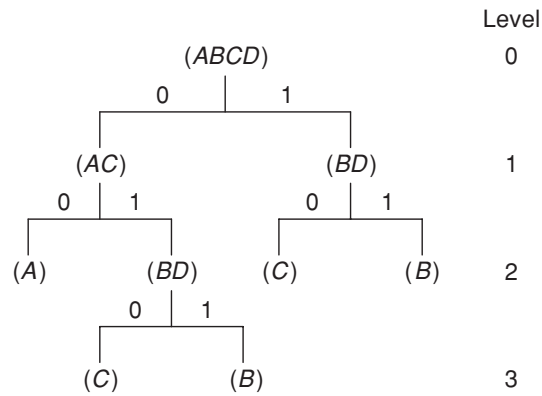 Level
(ABCD) 0
0 1
(AC) (BD) 1
0 1 0 1
(A) (BD) (C) (B) 2
0 1
(C) (B) 3